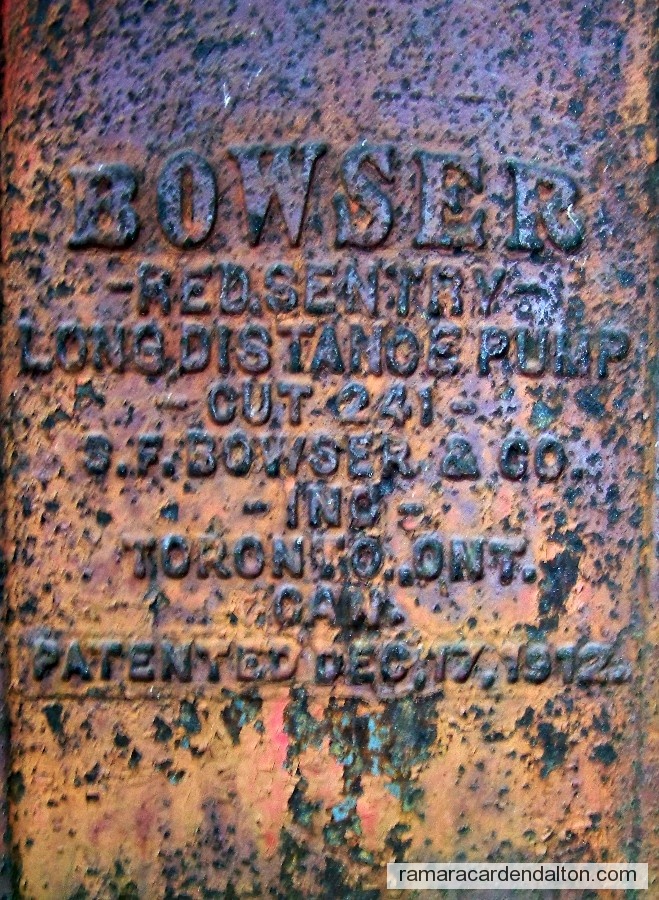 BOWSER
-RED.SENTRY-
LONG.DISTANCE PUMP
- CUT 241 -
S.F.BOWSER & CO.
- INC -
TORONTO.,ONT.
CAN.
PATENTED DEC.17,1912.
ramaracardendalton.com